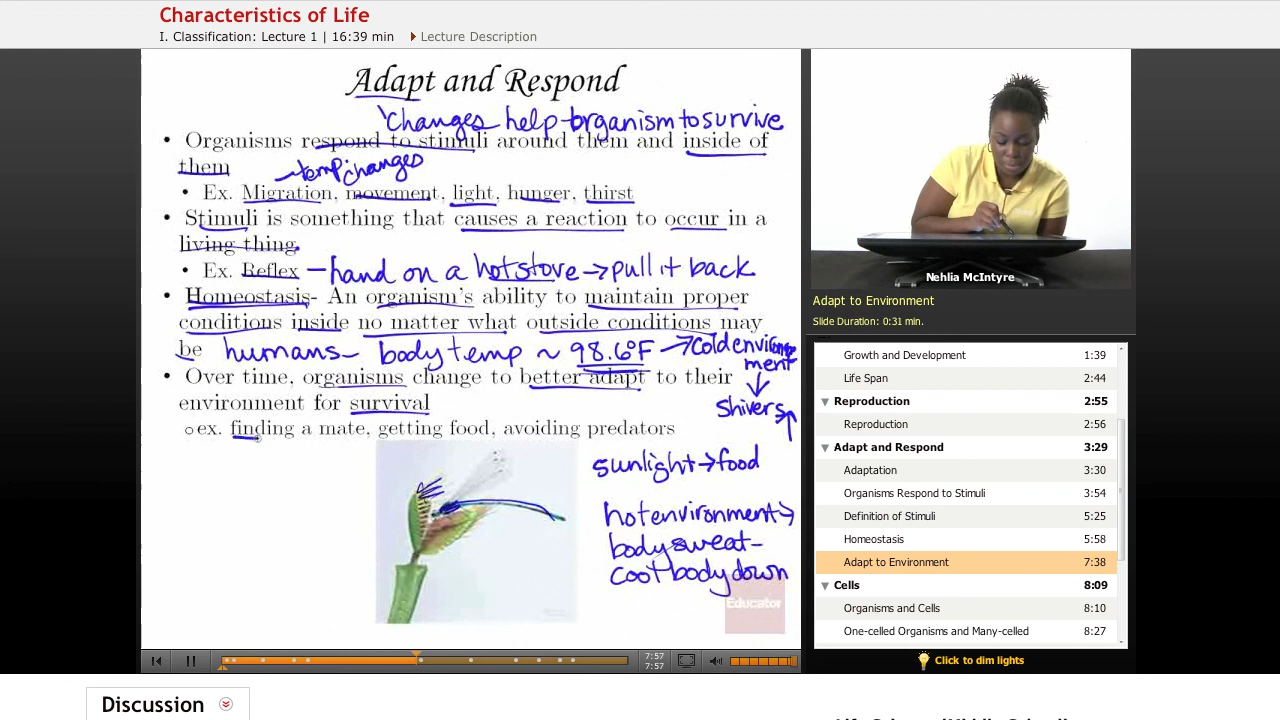 Characteristics of Life
I. Classification: Lecture 1 | 16:39 min Lecture Description
Adapt and Respond
Changes help organism to survive
• Organisms respond to stimuli around them and inside of
them
temp changes
• Ex. Migration, movement, light, hunger, thirst
• Stimuli is something that causes a reaction to occur in a
living thing.
• Ex. Reflex – hand on a hot stove → pull it back
• Homeostasis- An organism's ability to maintain proper
conditions inside no matter what outside conditions may
be humans – body temp ~ 98.6°F → Cold environ
ment
• Over time, organisms change to better adapt to their
environment for survival
Shivers
○ ex. finding a mate, getting food, avoiding predators
sunlight → food
hot environment →
body sweat –
cool body down
Educator
Nehlia McIntyre
Adapt to Environment
Slide Duration: 0:31 min.
Growth and Development 1:39
Life Span 2:44
Reproduction 2:55
Reproduction 2:56
Adapt and Respond 3:29
Adaptation 3:30
Organisms Respond to Stimuli 3:54
Definition of Stimuli 5:25
Homeostasis 5:58
Adapt to Environment 7:38
Cells 8:09
Organisms and Cells 8:10
One-celled Organisms and Many-celled 8:27
7:57
7:57
Click to dim lights
Discussion